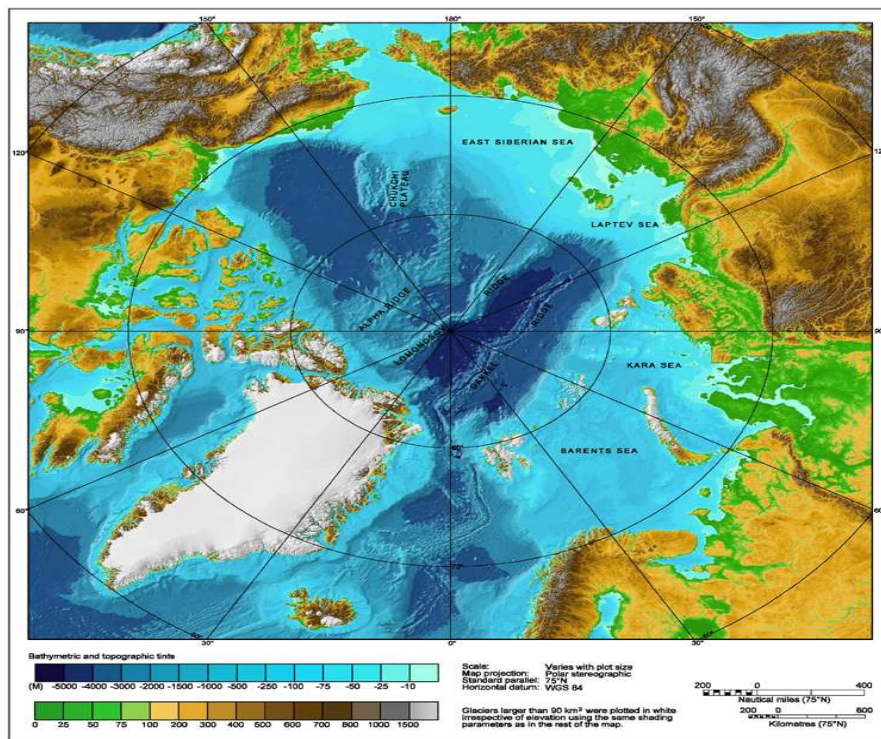 150°
180°
150°
120°
EAST SIBERIAN SEA
CHUKCHI
PLATEAU
LAPTEV SEA
ALPHA RIDGE
RIDGE
LOMONOSOV
RIDGE
90°
GAKKEL
KARA SEA
BARENTS SEA
60°
30°
0°
30°
Bathymetric and topographic tints
(M) -5000 -4000 -3000 -2000 -1500 -1000 -500 -250 -100 -75 -50 -25 -10
0 25 50 75 100 200 300 400 500 600 700 800 1000 1500
Scale: Varies with plot size
Map projection: Polar stereographic
Standard parallel: 75°N
Horizontal datum: WGS 84
Glaciers larger than 90 km² were plotted in white
irrespective of elevation using the same shading
parameters as in the rest of the map.
200 0 200 400
Nautical miles (75°N)
200 0 200 400
Kilometres (75°N)